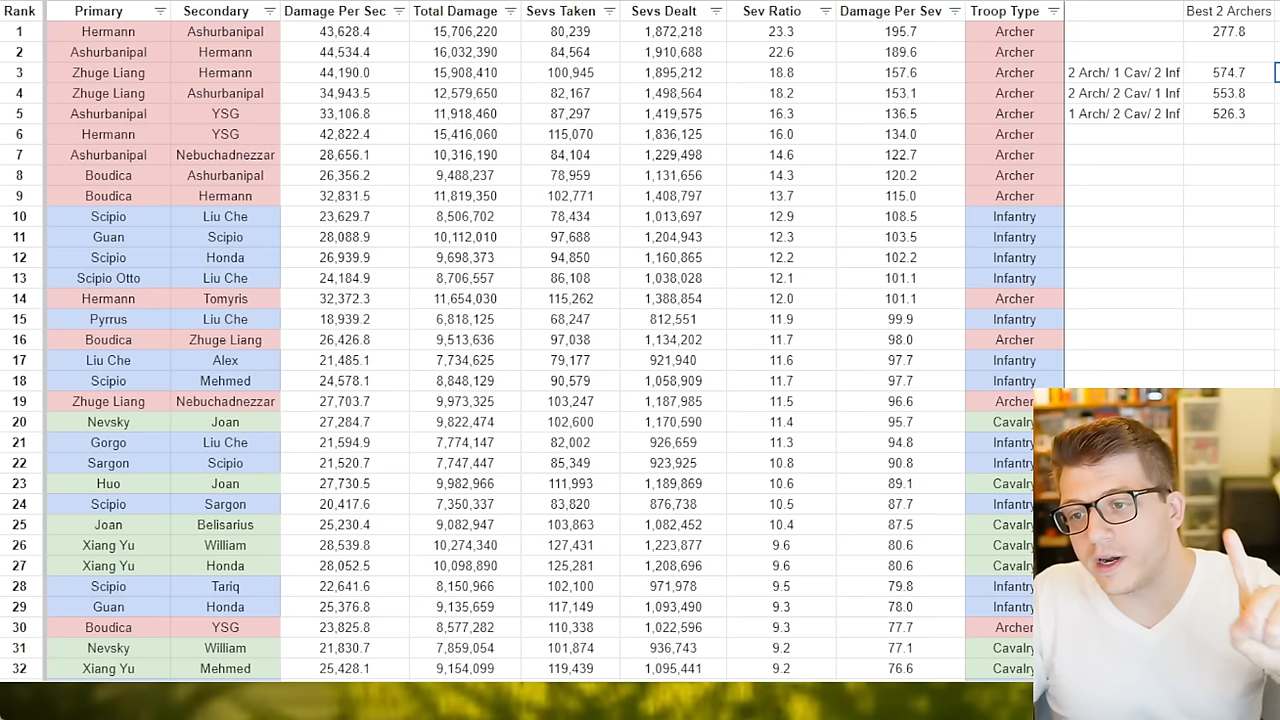 Rank Primary Secondary Damage Per Sec Total Damage Sevs Taken Sevs Dealt Sev Ratio Damage Per Sev Troop Type Best 2 Archers
1 Hermann Ashurbanipal 43,628.4 15,706,220 80,239 1,872,218 23.3 195.7 Archer 277.8
2 Ashurbanipal Hermann 44,534.4 16,032,390 84,564 1,910,688 22.6 189.6 Archer
3 Zhuge Liang Hermann 44,190.0 15,908,410 100,945 1,895,212 18.8 157.6 Archer 2 Arch/ 1 Cav/ 2 Inf 574.7
4 Zhuge Liang Ashurbanipal 34,943.5 12,579,650 82,167 1,498,564 18.2 153.1 Archer 2 Arch/ 2 Cav/ 1 Inf 553.8
5 Ashurbanipal YSG 33,106.8 11,918,460 87,297 1,419,575 16.3 136.5 Archer 1 Arch/ 2 Cav/ 2 Inf 526.3
6 Hermann YSG 42,822.4 15,416,060 115,070 1,836,125 16.0 134.0 Archer
7 Ashurbanipal Nebuchadnezzar 28,656.1 10,316,190 84,104 1,229,498 14.6 122.7 Archer
8 Boudica Ashurbanipal 26,356.2 9,488,237 78,959 1,131,656 14.3 120.2 Archer
9 Boudica Hermann 32,831.5 11,819,350 102,771 1,408,797 13.7 115.0 Archer
10 Scipio Liu Che 23,629.7 8,506,702 78,434 1,013,697 12.9 108.5 Infantry
11 Guan Scipio 28,088.9 10,112,010 97,688 1,204,943 12.3 103.5 Infantry
12 Scipio Honda 26,939.9 9,698,373 94,850 1,160,865 12.2 102.2 Infantry
13 Scipio Otto Liu Che 24,184.9 8,706,557 86,108 1,038,028 12.1 101.1 Infantry
14 Hermann Tomyris 32,372.3 11,654,030 115,262 1,388,854 12.0 101.1 Archer
15 Pyrrus Liu Che 18,939.2 6,818,125 68,247 812,551 11.9 99.9 Infantry
16 Boudica Zhuge Liang 26,426.8 9,513,636 97,038 1,134,202 11.7 98.0 Archer
17 Liu Che Alex 21,485.1 7,734,625 79,177 921,940 11.6 97.7 Infantry
18 Scipio Mehmed 24,578.1 8,848,129 90,579 1,058,909 11.7 97.7 Infantry
19 Zhuge Liang Nebuchadnezzar 27,703.7 9,973,325 103,247 1,187,985 11.5 96.6 Archer
20 Nevsky Joan 27,284.7 9,822,474 102,600 1,170,590 11.4 95.7 Cavalry
21 Gorgo Liu Che 21,594.9 7,774,147 82,002 926,659 11.3 94.8 Infantry
22 Sargon Scipio 21,520.7 7,747,447 85,349 923,925 10.8 90.8 Infantry
23 Huo Joan 27,730.5 9,982,966 111,993 1,189,869 10.6 89.1 Cavalry
24 Scipio Sargon 20,417.6 7,350,337 83,820 876,738 10.5 87.7 Infantry
25 Joan Belisarius 25,230.4 9,082,947 103,863 1,082,452 10.4 87.5 Cavalry
26 Xiang Yu William 28,539.8 10,274,340 127,431 1,223,877 9.6 80.6 Cavalry
27 Xiang Yu Honda 28,052.5 10,098,890 125,281 1,208,696 9.6 80.6 Cavalry
28 Scipio Tariq 22,641.6 8,150,966 102,100 971,978 9.5 79.8 Infantry
29 Guan Honda 25,376.8 9,135,659 117,149 1,093,490 9.3 78.0 Infantry
30 Boudica YSG 23,825.8 8,577,282 110,338 1,022,596 9.3 77.7 Archer
31 Nevsky William 21,830.7 7,859,054 101,874 936,743 9.2 77.1 Cavalry
32 Xiang Yu Mehmed 25,428.1 9,154,099 119,439 1,095,441 9.2 76.6 Cavalry